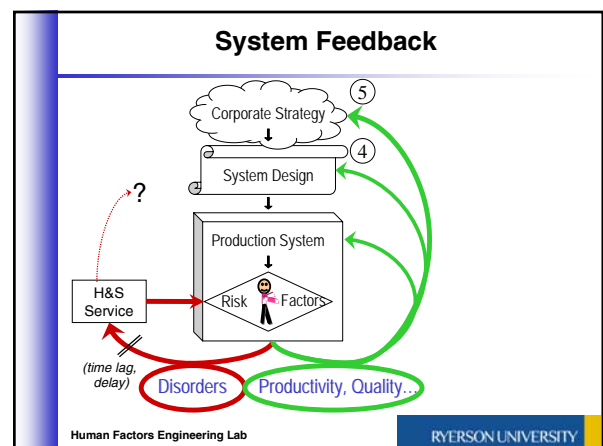 System Feedback
5
Corporate Strategy
4
System Design
?
Production System
H&S
Service
Risk Factors
(time lag,
delay)
Disorders
Productivity, Quality...
Human Factors Engineering Lab
RYERSON UNIVERSITY